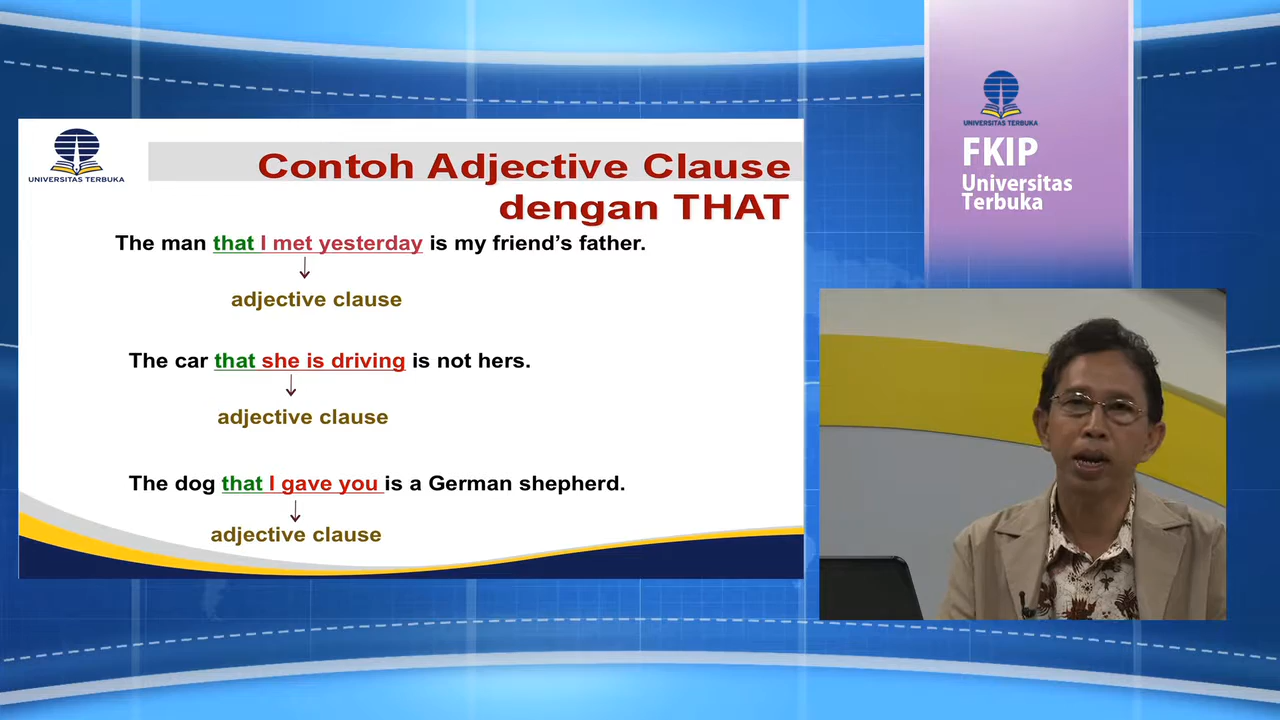 UNIVERSITAS TERBUKA
FKIP
Universitas
Terbuka
UNIVERSITAS TERBUKA
Contoh Adjective Clause
dengan THAT
The man that I met yesterday is my friend’s father.
adjective clause
The car that she is driving is not hers.
adjective clause
The dog that I gave you is a German shepherd.
adjective clause